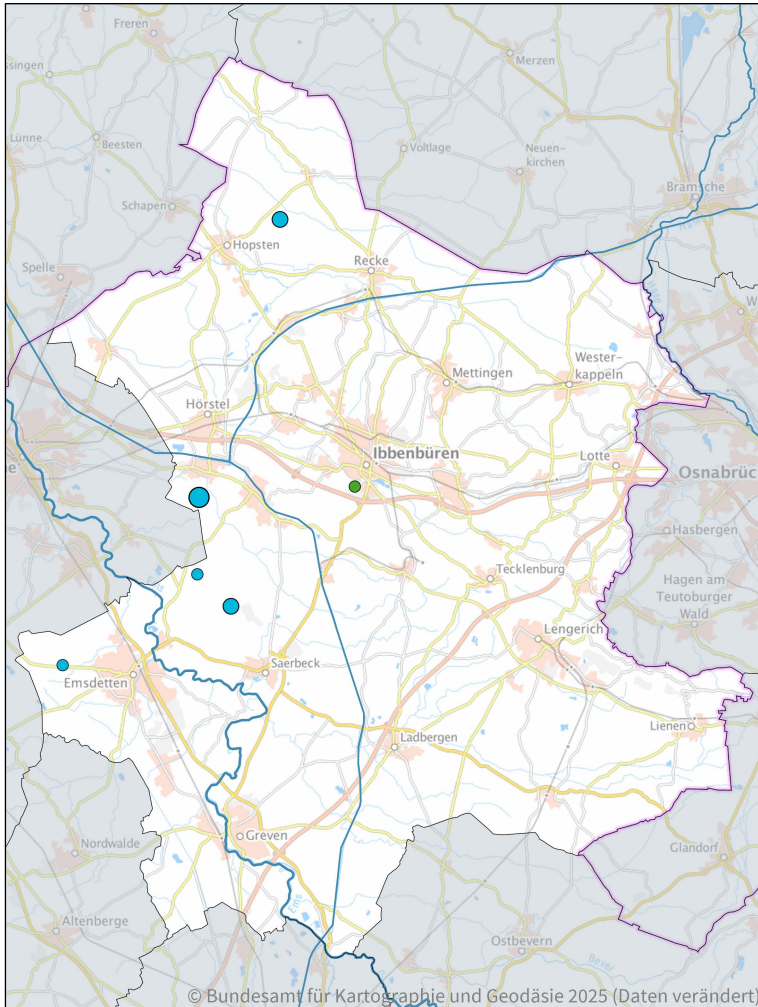 Freren
Merzen
Lünne
Beesten
Voltlage
Neuen-
kirchen
Bramsche
Schapen
Hopsten
Spelle
Recke
Mettingen
Wester-
kappeln
Hörstel
Ibbenbüren
Lotte
Osnabrüc
Hasbergen
Tecklenburg
Hagen am
Teutoburger
Wald
Lengerich
Saerbeck
Emsdetten
Lienen
Ladbergen
Greven
Nordwalde
Glandorf
Ems
Altenberge
Ostbevern
Bever
© Bundesamt für Kartographie und Geodäsie 2025 (Daten verändert)